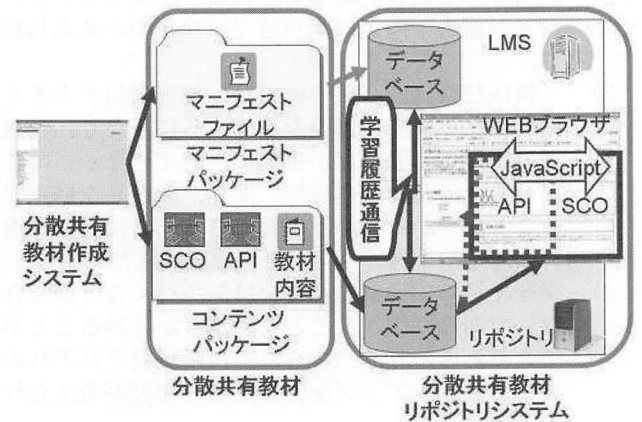 分散共有
教材作成
システム
マニフェスト
ファイル
マニフェスト
パッケージ
SCO
API
教材
内容
コンテンツ
パッケージ
分散共有教材
データ
ベース
LMS
学習履歴通信
WEBブラウザ
JavaScript
API
SCO
データ
ベース
リポジトリ
分散共有教材
リポジトリシステム